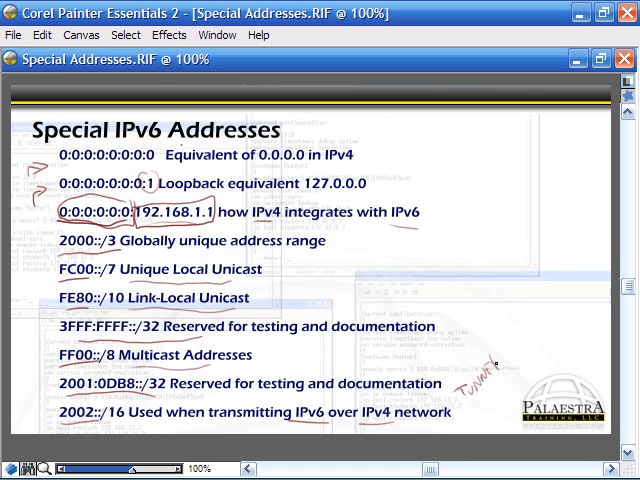 Corel Painter Essentials 2 - [Special Addresses.RIF @ 100%]
File Edit Canvas Select Effects Window Help
Special Addresses.RIF @ 100%
Special IPv6 Addresses
0:0:0:0:0:0:0:0 Equivalent of 0.0.0.0 in IPv4
0:0:0:0:0:0:0:1 Loopback equivalent 127.0.0.0
0:0:0:0:0:0:192.168.1.1 how IPv4 integrates with IPv6
2000::/3 Globally unique address range
FC00::/7 Unique Local Unicast
FE80::/10 Link-Local Unicast
3FFF:FFFF::/32 Reserved for testing and documentation
FF00::/8 Multicast Addresses
2001:0DB8::/32 Reserved for testing and documentation
2002::/16 Used when transmitting IPv6 over IPv4 network
TUNNEL
PALAESTRA
TRAINING, LLC
100%